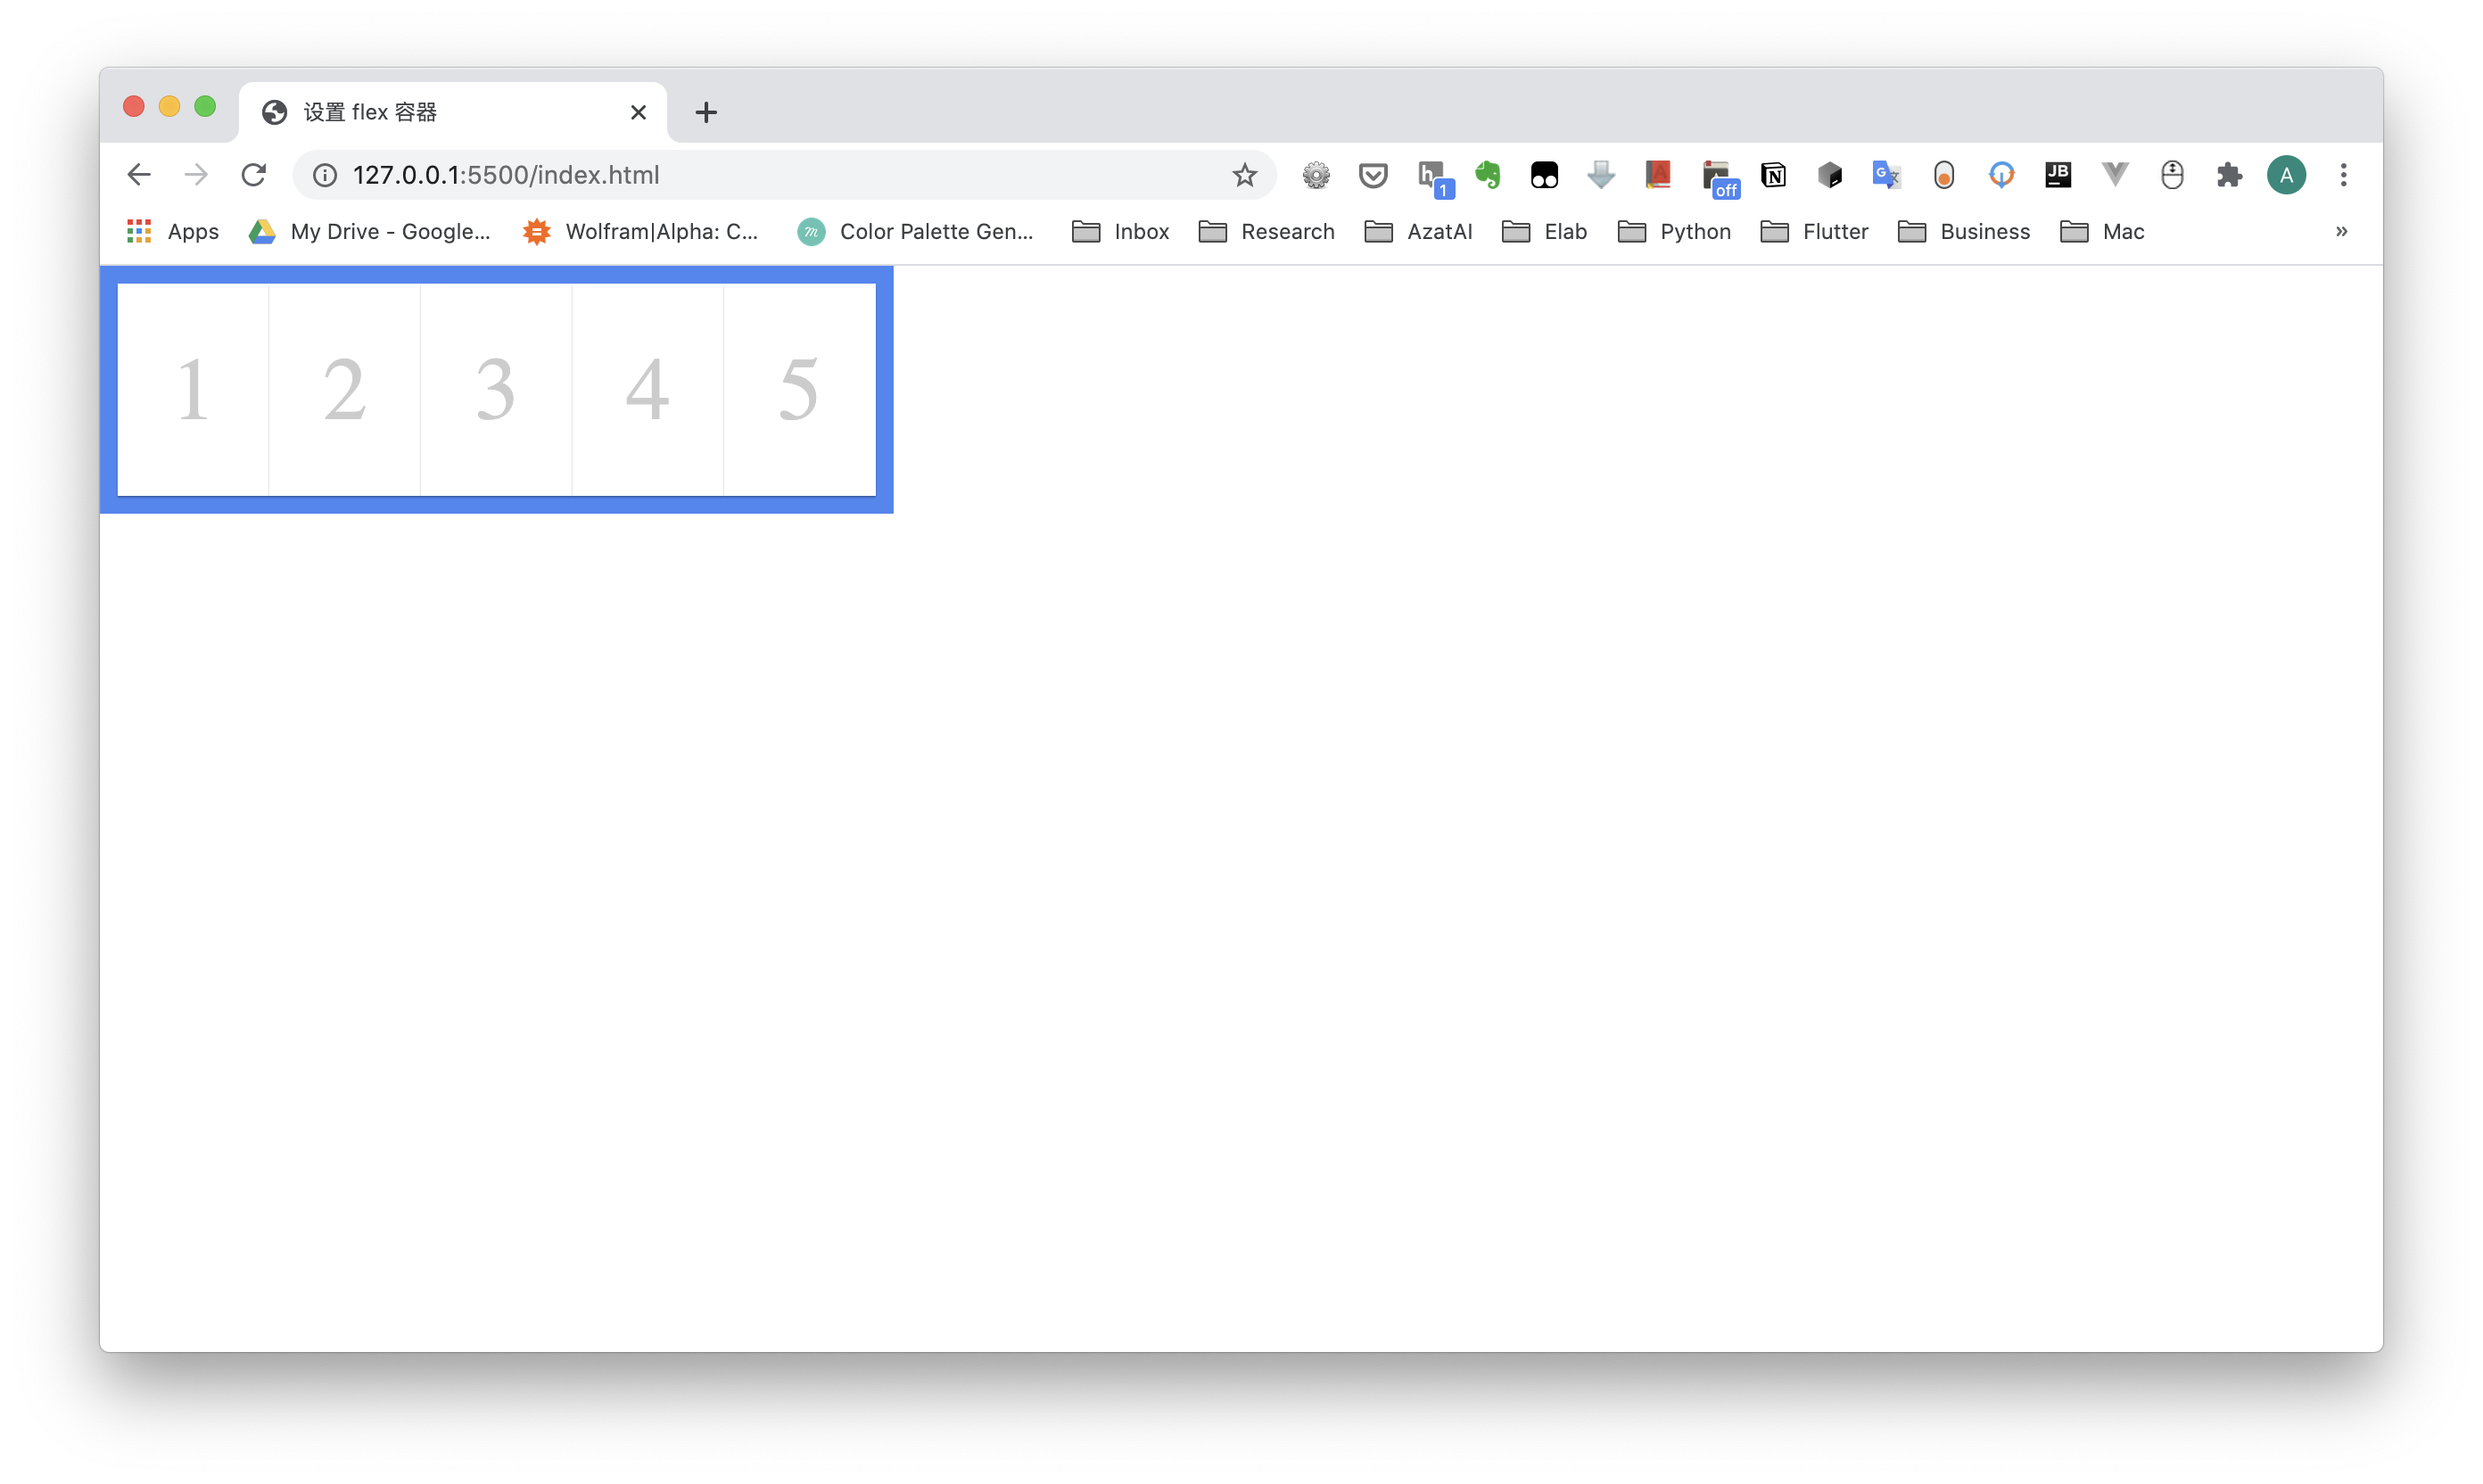 设置 flex 容器
127.0.0.1:5500/index.html
1
off
N
G
JB
A
Apps
My Drive - Google...
Wolfram|Alpha: C...
m
Color Palette Gen...
Inbox
Research
AzatAI
Elab
Python
Flutter
Business
Mac
»
1 2 3 4 5